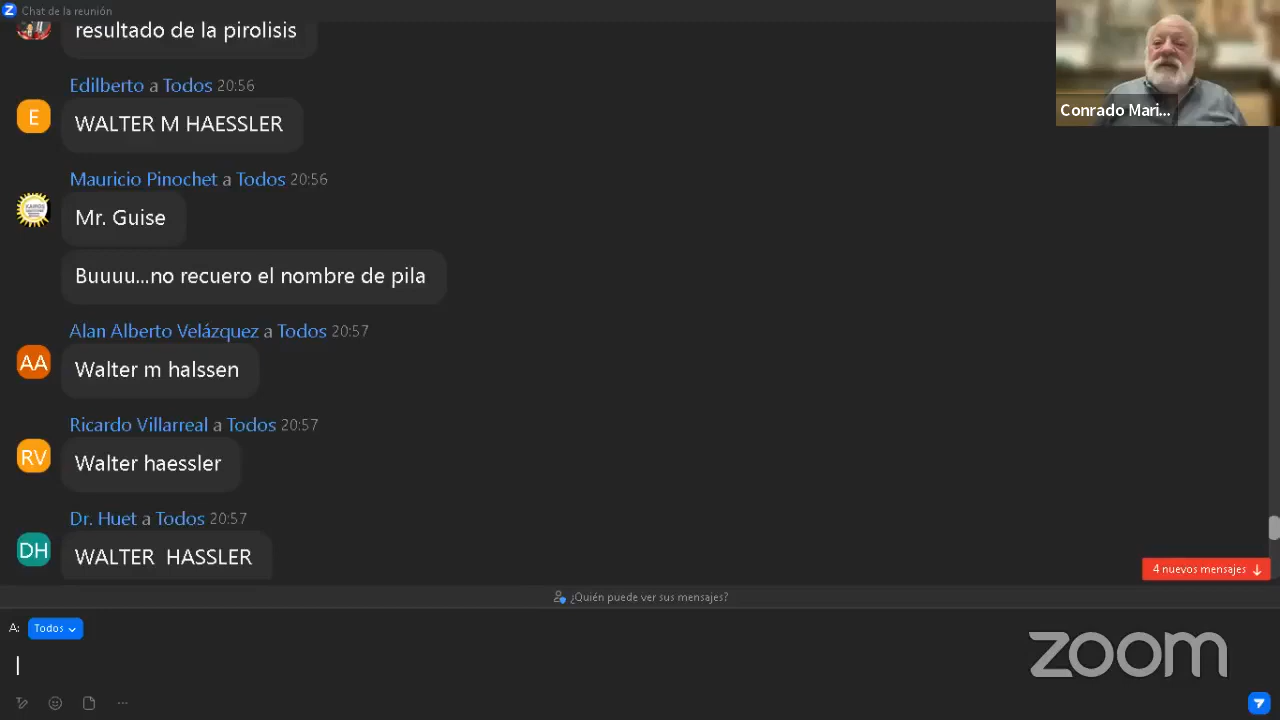 Chat de la reunión
resultado de la pirolisis
Edilberto a Todos 20:56
E
WALTER M HAESSLER
Mauricio Pinochet a Todos 20:56
Mr. Guise
Buuuu...no recuero el nombre de pila
Alan Alberto Velázquez a Todos 20:57
AA
Walter m halssen
Ricardo Villarreal a Todos 20:57
RV
Walter haessler
Dr. Huet a Todos 20:57
DH
WALTER HASSLER
4 nuevos mensajes
¿Quién puede ver sus mensajes?
A: Todos
Conrado Mari...
zoom